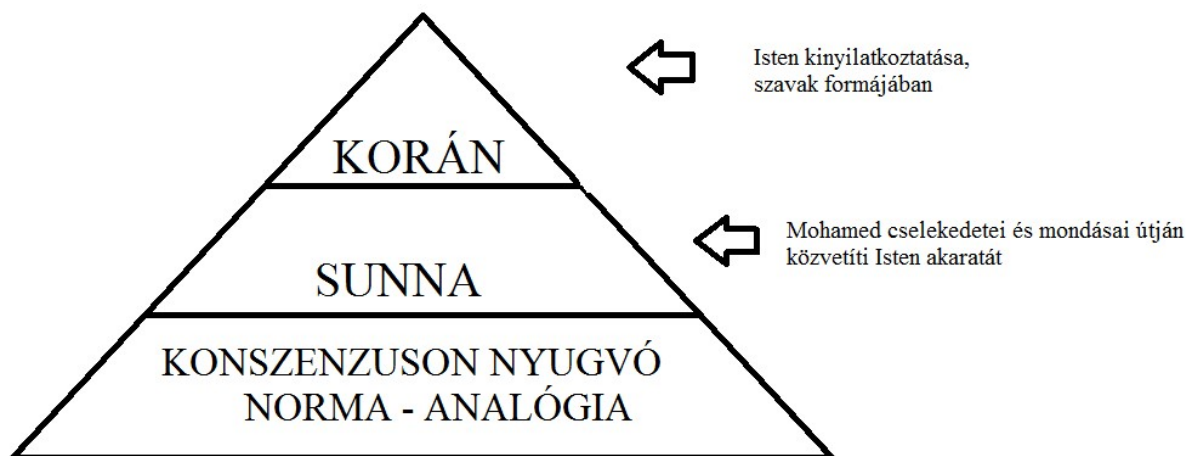 Isten kinyilatkoztatása,
szavak formájában
KORÁN
Mohamed cselekedetei és mondásai útján
közvetíti Isten akaratát
SUNNA
KONSZENZUSON NYUGVÓ
NORMA - ANALÓGIA